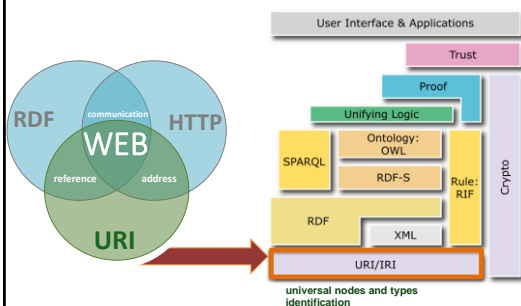 RDF
communication
HTTP
WEB
reference
address
URI
User Interface & Applications
Trust
Proof
Unifying Logic
Ontology:
OWL
SPARQL
RDF-S
Rule:
RIF
Crypto
RDF
XML
URI/IRI
universal nodes and types
identification